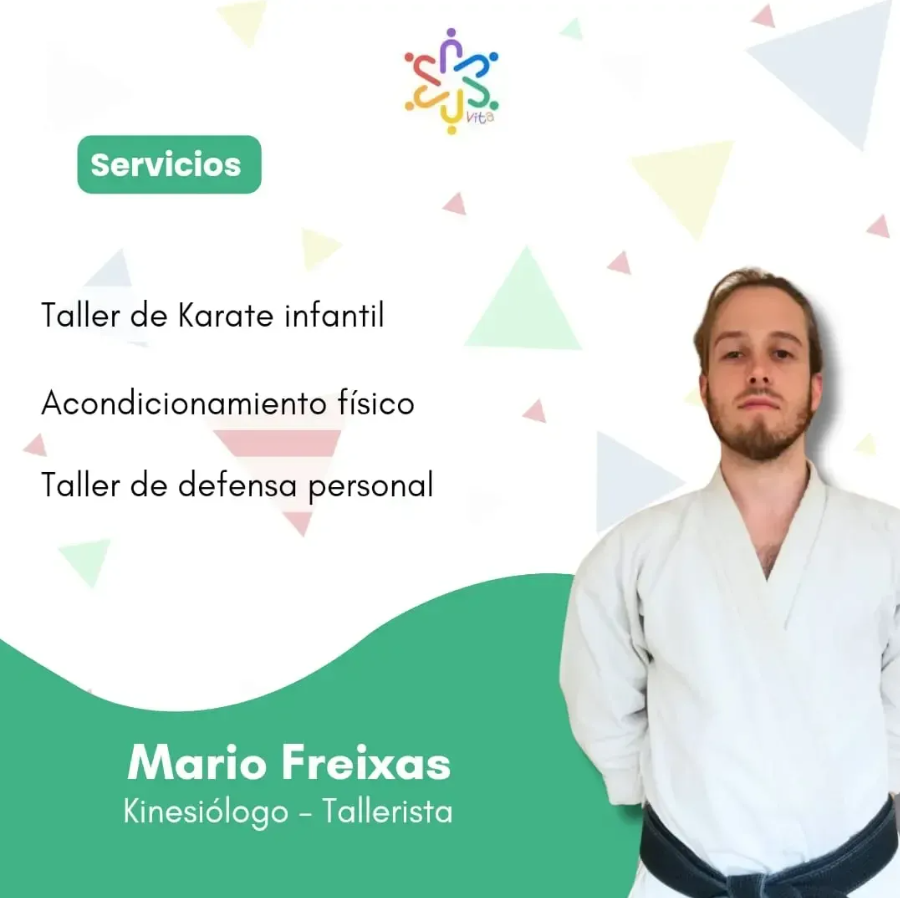 Vita
Servicios
Taller de Karate infantil
Acondicionamiento físico
Taller de defensa personal
Mario Freixas
Kinesiólogo - Tallerista